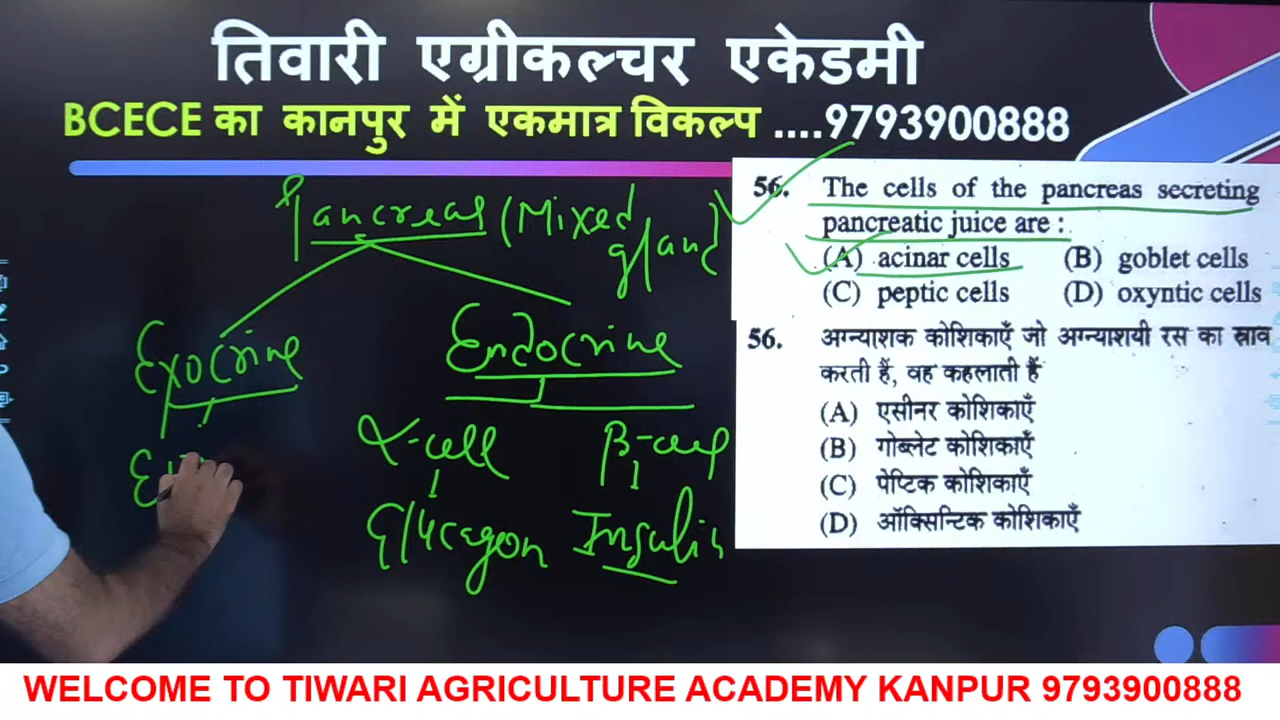 तिवारी एग्रीकल्चर एकेडमी
BCECE का कानपुर में एकमात्र विकल्प ....9793900888
Pancreas (Mixed gland)
Exocrine
Endocrine
α-cell
β-cell
Glucagon
Insulin
56. The cells of the pancreas secreting
pancreatic juice are :
(A) acinar cells (B) goblet cells
(C) peptic cells (D) oxyntic cells
56. अग्न्याशक कोशिकाएँ जो अग्न्याशयी रस का स्राव
करती हैं, वह कहलाती हैं
(A) एसीनर कोशिकाएँ
(B) गोब्लेट कोशिकाएँ
(C) पेप्टिक कोशिकाएँ
(D) ऑक्सिन्टिक कोशिकाएँ
WELCOME TO TIWARI AGRICULTURE ACADEMY KANPUR 9793900888